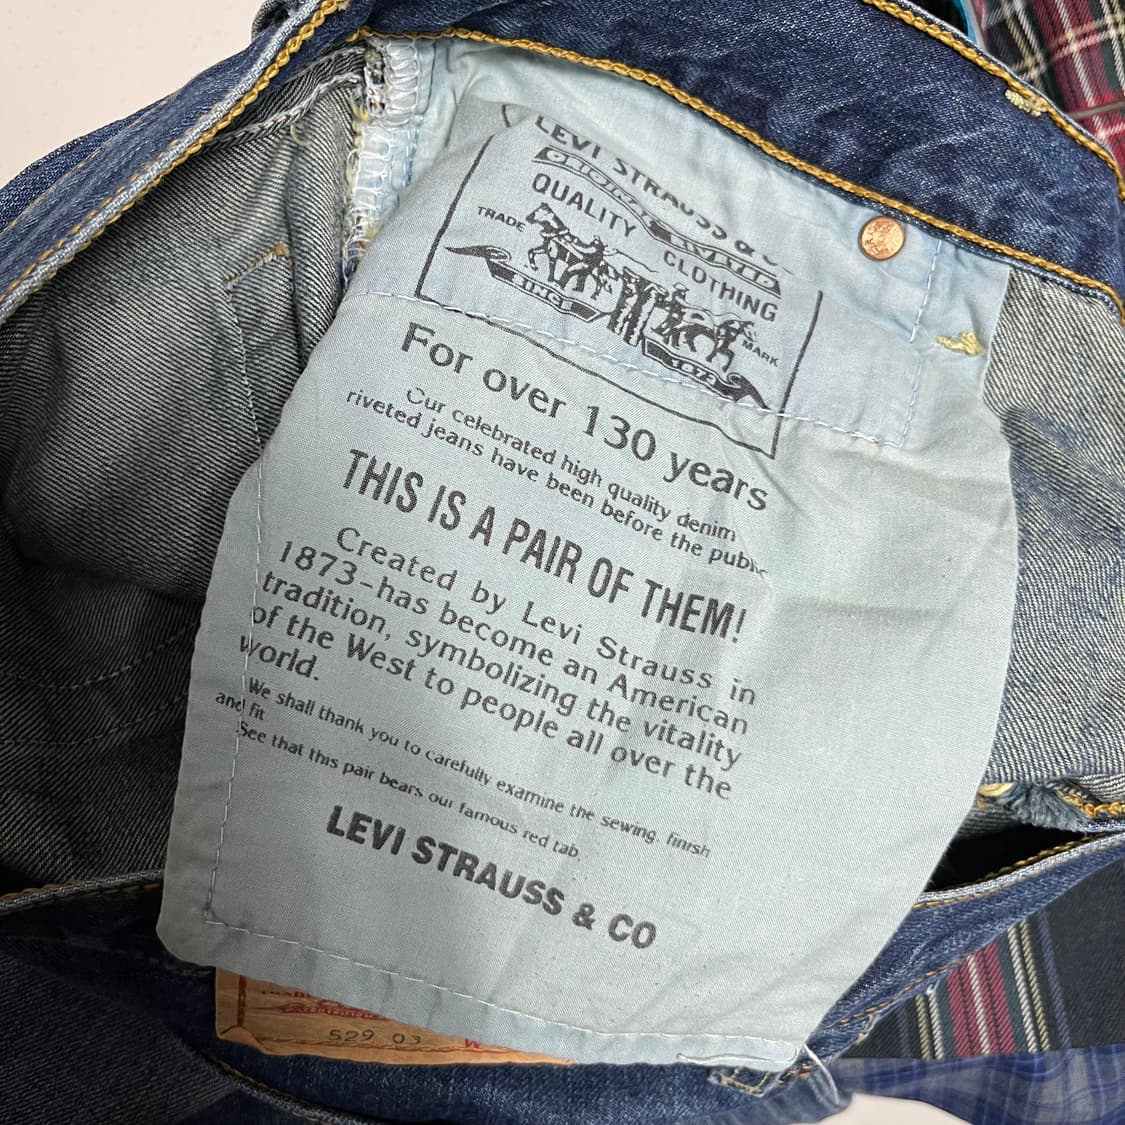 LEVI STRAUSS &
ORIGINAL RIVETED
QUALITY CLOTHING
TRADE MARK
SINCE 1873
For over 130 years
Our celebrated high quality denim
riveted jeans have been before the public
THIS IS A PAIR OF THEM!
Created by Levi Strauss in
1873-has become an American
tradition, symbolizing the vitality
of the West to people all over the
world.
We shall thank you to carefully examine the sewing. finish
and fit
See that this pair bears our famous red tab.
LEVI STRAUSS & CO
529 03
W